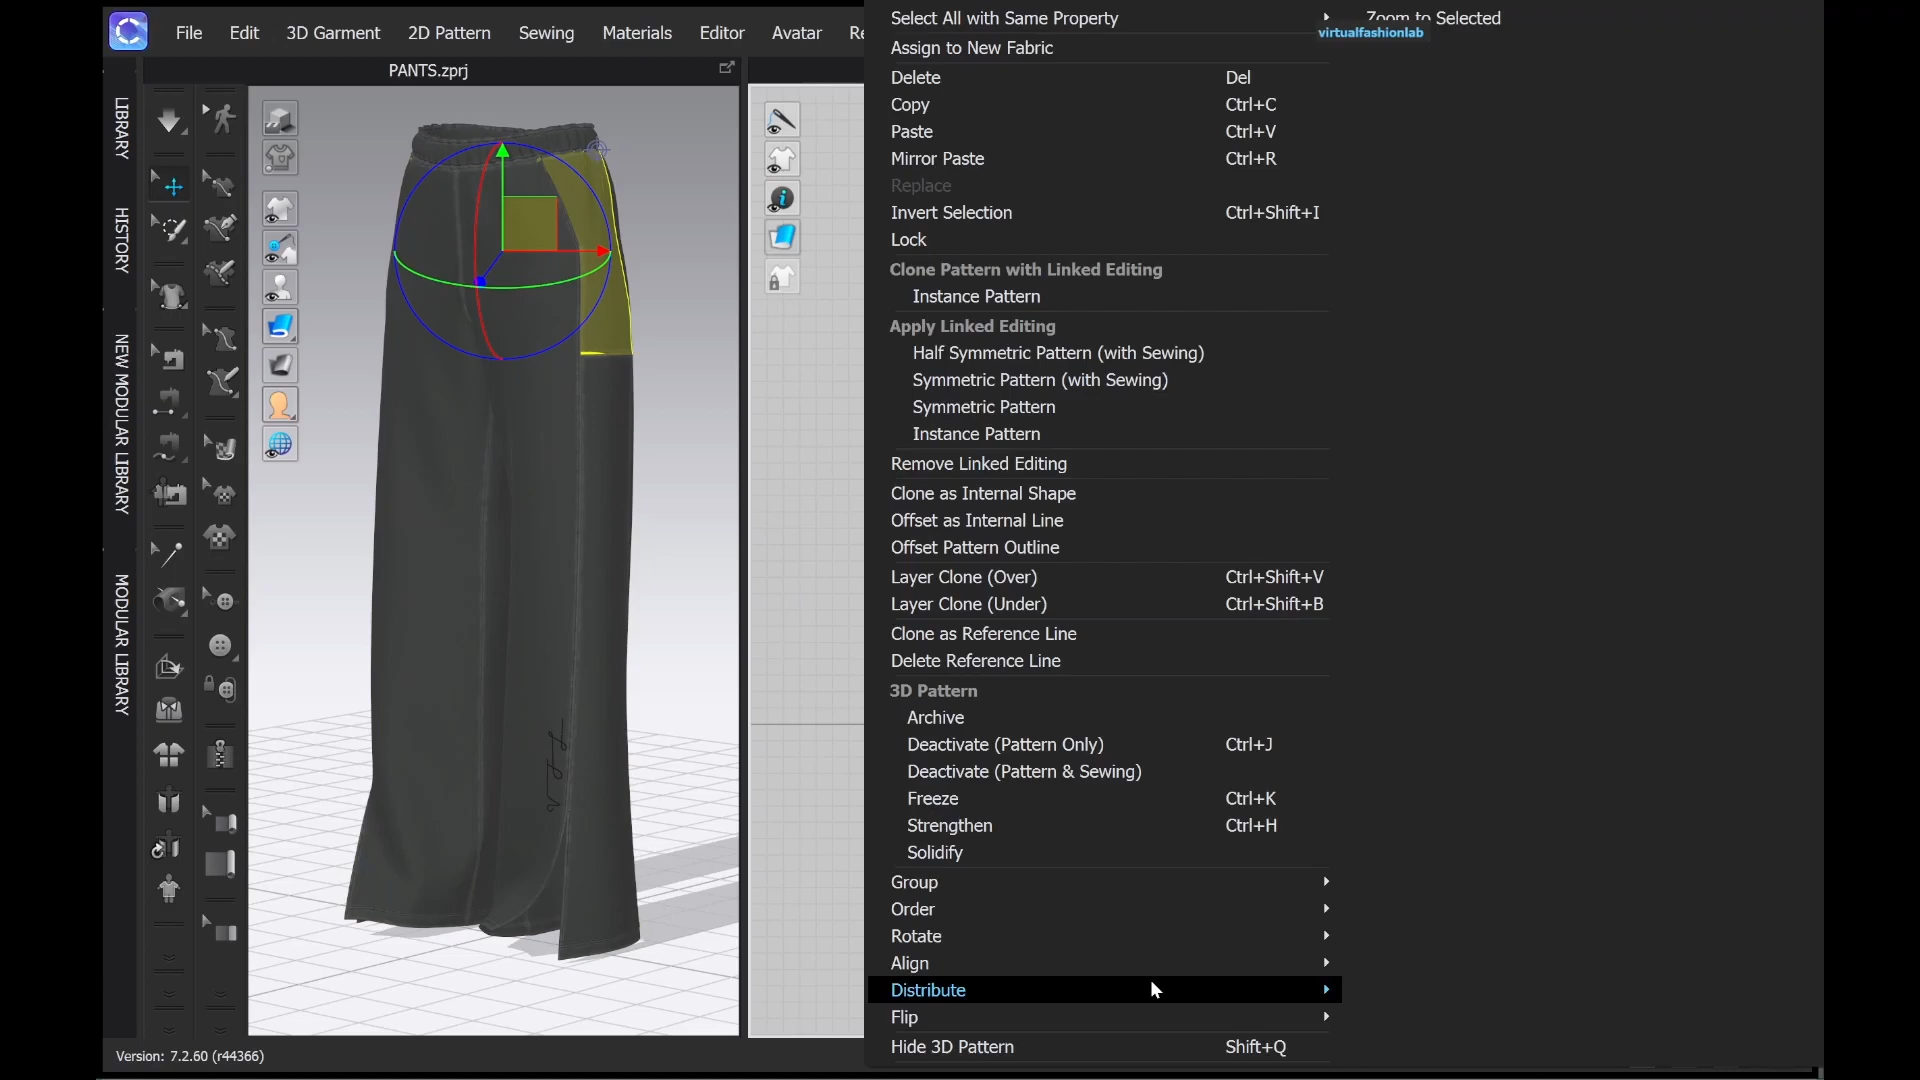 File Edit 3D Garment 2D Pattern Sewing Materials Editor Avatar Re
PANTS.zprj
LIBRARY
HISTORY
NEW MODULAR LIBRARY
MODULAR LIBRARY
Version: 7.2.60 (r44366)
Select All with Same Property
Zoom to Selected
virtualfashionlab
Assign to New Fabric
Delete Del
Copy Ctrl+C
Paste Ctrl+V
Mirror Paste Ctrl+R
Replace
Invert Selection Ctrl+Shift+I
Lock
Clone Pattern with Linked Editing
Instance Pattern
Apply Linked Editing
Half Symmetric Pattern (with Sewing)
Symmetric Pattern (with Sewing)
Symmetric Pattern
Instance Pattern
Remove Linked Editing
Clone as Internal Shape
Offset as Internal Line
Offset Pattern Outline
Layer Clone (Over) Ctrl+Shift+V
Layer Clone (Under) Ctrl+Shift+B
Clone as Reference Line
Delete Reference Line
3D Pattern
Archive
Deactivate (Pattern Only) Ctrl+J
Deactivate (Pattern & Sewing)
Freeze Ctrl+K
Strengthen Ctrl+H
Solidify
Group
Order
Rotate
Align
Distribute
Flip
Hide 3D Pattern Shift+Q